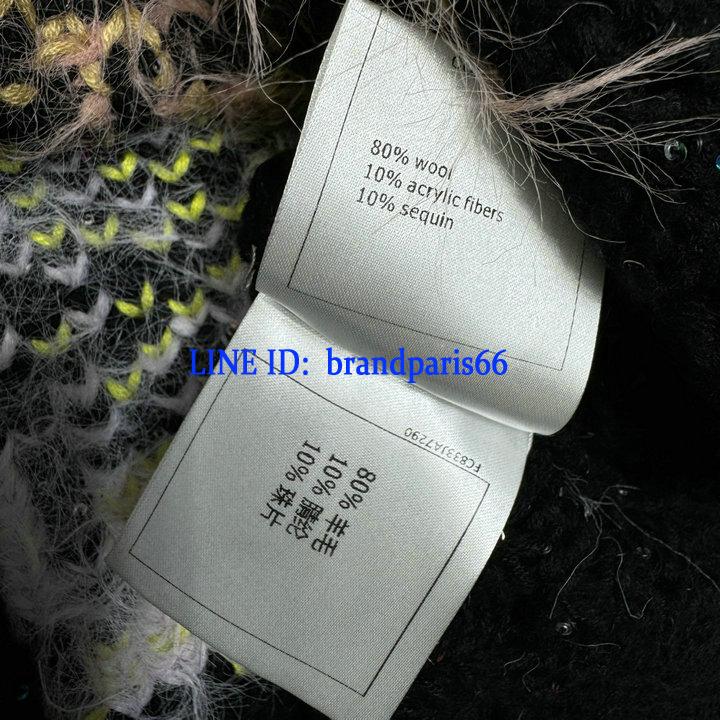 80% wool
10% acrylic fibers
10% sequin
LINE ID: brandparis66
FC833JA7290
80% 羊毛
10% 腈纶
10% 珠片